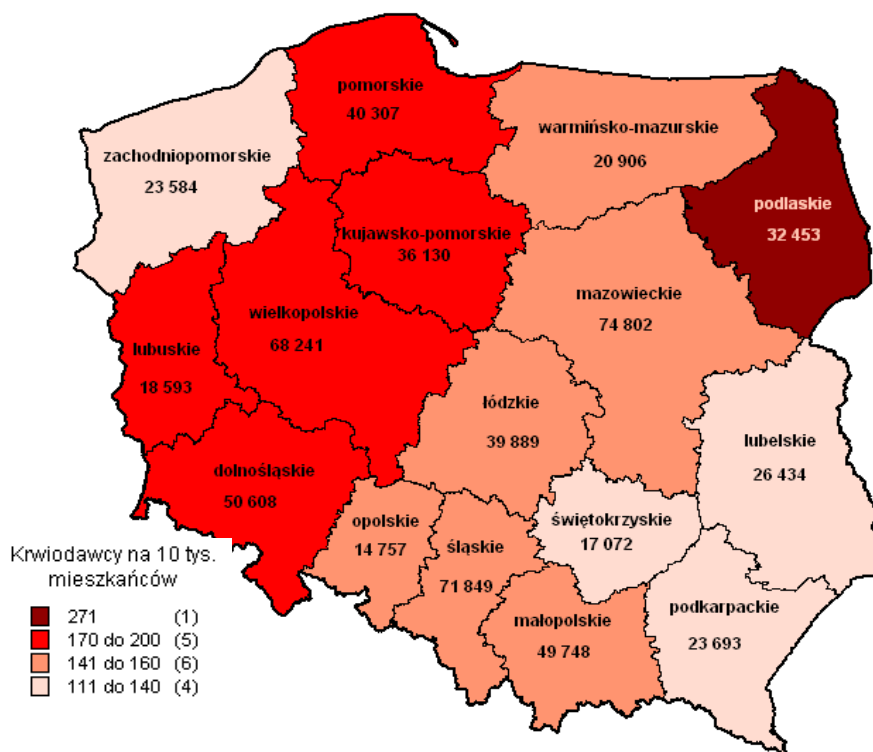 pomorskie
40 307
warmińsko-mazurskie
20 906
zachodniopomorskie
23 584
podlaskie
32 453
kujawsko-pomorskie
36 130
mazowieckie
74 802
wielkopolskie
68 241
lubuskie
18 593
łódzkie
39 889
lubelskie
26 434
dolnośląskie
50 608
opolskie
14 757
śląskie
71 849
świętokrzyskie
17 072
małopolskie
49 748
podkarpackie
23 693
Krwiodawcy na 10 tys.
mieszkańców
271 (1)
170 do 200 (5)
141 do 160 (6)
111 do 140 (4)